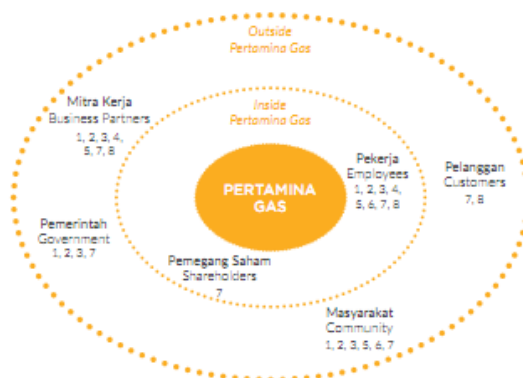 Outside
Pertamina Gas
Mitra Kerja
Business Partners
1, 2, 3, 4,
5, 7, 8
Inside
Pertamina Gas
PERTAMINA
GAS
Pekerja
Employees
1, 2, 3, 4,
5, 6, 7, 8
Pelanggan
Customers
7, 8
Pemerintah
Government
1, 2, 3, 7
Pemegang Saham
Shareholders
7
Masyarakat
Community
1, 2, 3, 5, 6, 7